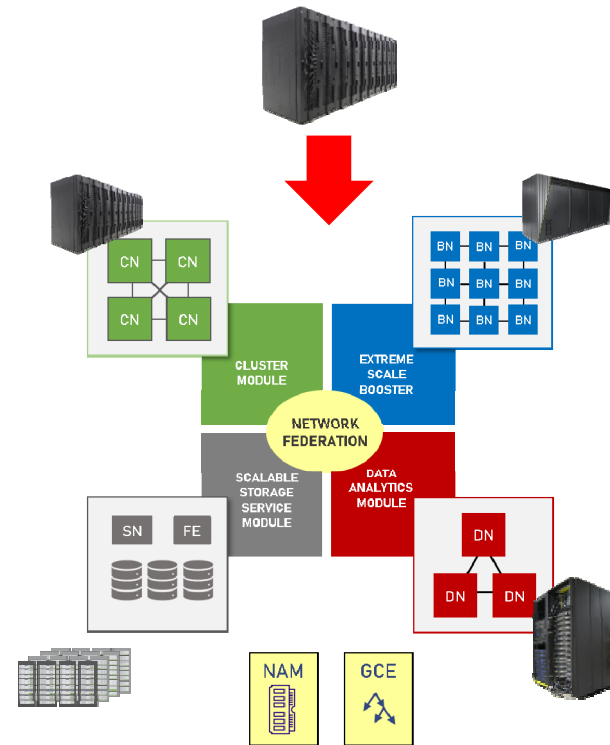 CN CN
CN CN
BN BN BN
BN BN BN
BN BN BN
CLUSTER
MODULE
EXTREME
SCALE
BOOSTER
NETWORK
FEDERATION
SCALABLE
STORAGE
SERVICE
MODULE
DATA
ANALYTICS
MODULE
SN FE
DN
DN DN
NAM
GCE